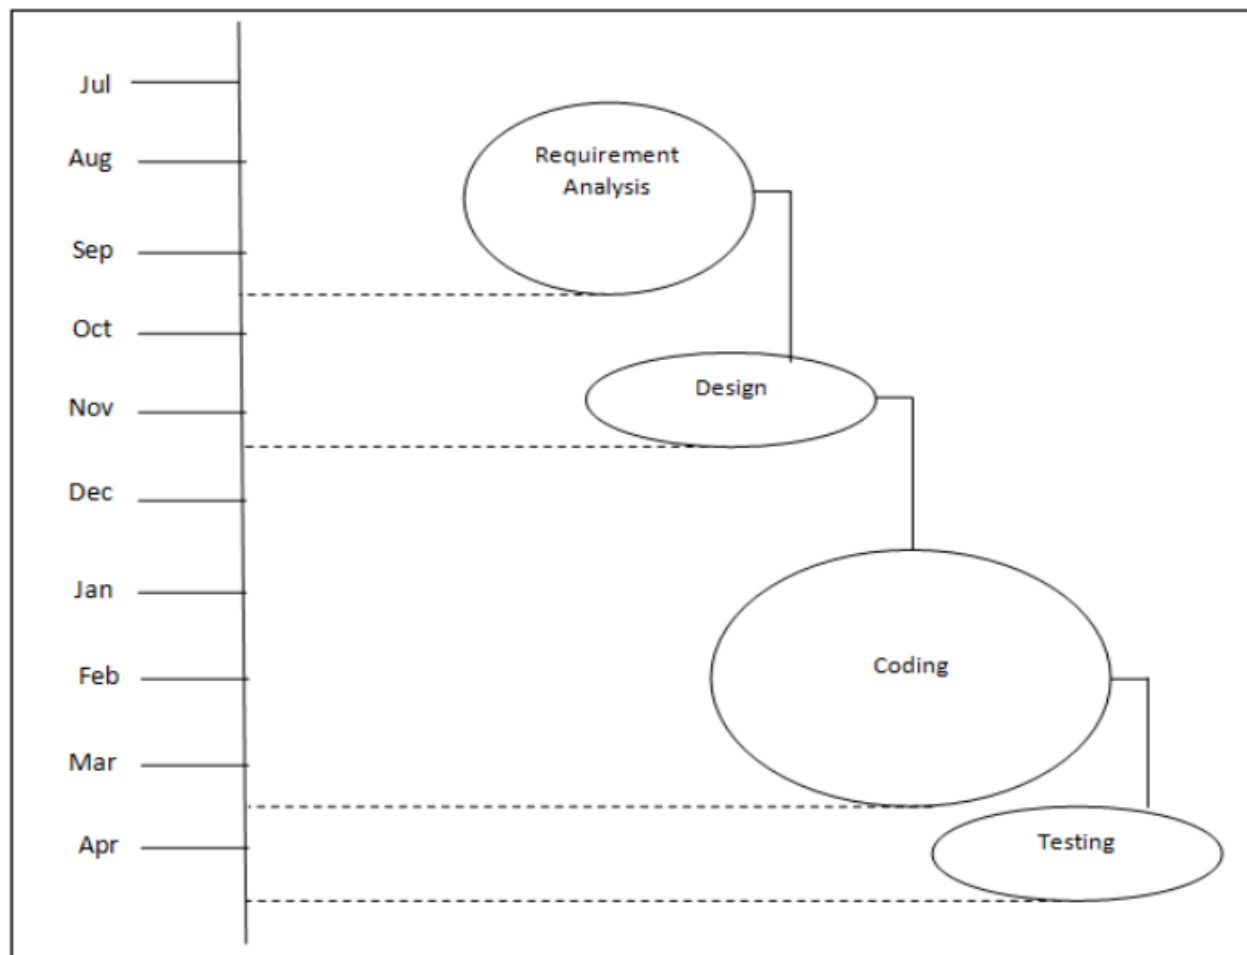 Jul
Aug
Sep
Oct
Nov
Dec
Jan
Feb
Mar
Apr
Requirement
Analysis
Design
Coding
Testing